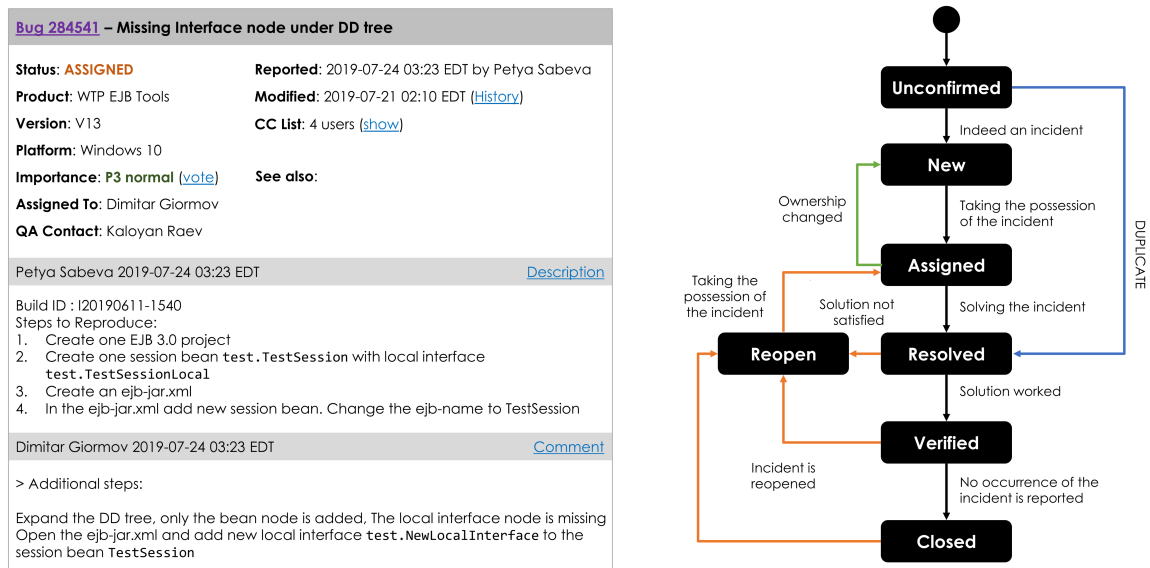 Bug 284541 – Missing Interface node under DD tree
Status: ASSIGNED
Reported: 2019-07-24 03:23 EDT by Petya Sabeva
Product: WTP EJB Tools
Modified: 2019-07-21 02:10 EDT (History)
Version: V13
CC List: 4 users (show)
Platform: Windows 10
Importance: P3 normal (vote)
See also:
Assigned To: Dimitar Giormov
QA Contact: Kaloyan Raev
Petya Sabeva 2019-07-24 03:23 EDT
Description
Build ID : I20190611-1540
Steps to Reproduce:
1. Create one EJB 3.0 project
2. Create one session bean test.TestSession with local interface
test.TestSessionLocal
3. Create an ejb-jar.xml
4. In the ejb-jar.xml add new session bean. Change the ejb-name to TestSession
Dimitar Giormov 2019-07-24 03:23 EDT
Comment
> Additional steps:
Expand the DD tree, only the bean node is added, The local interface node is missing
Open the ejb-jar.xml and add new local interface test.NewLocalInterface to the
session bean TestSession
Unconfirmed
Indeed an incident
New
Ownership
changed
Taking the possession
of the incident
DUPLICATE
Assigned
Taking the
possession of
the incident
Solution not
satisfied
Solving the incident
Reopen
Resolved
Solution worked
Verified
Incident is
reopened
No occurrence of the
incident is reported
Closed